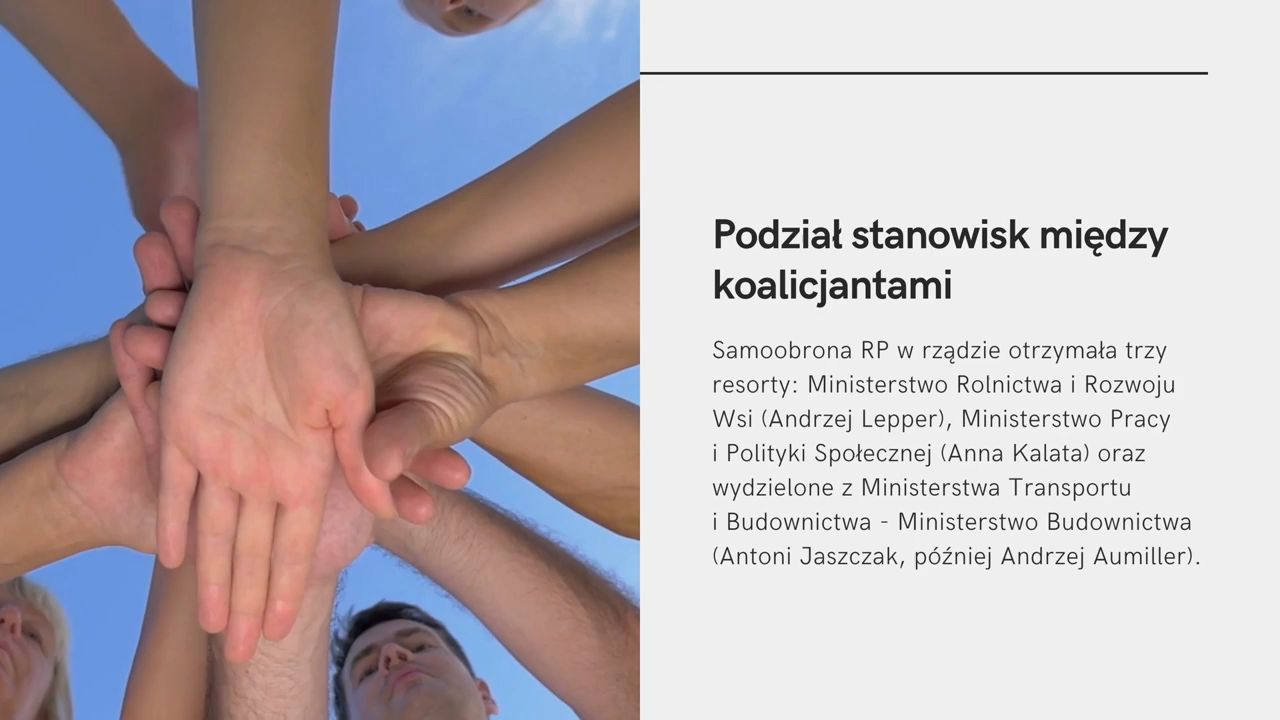 Podział stanowisk między
koalicjantami
Samoobrona RP w rządzie otrzymała trzy
resorty: Ministerstwo Rolnictwa i Rozwoju
Wsi (Andrzej Lepper), Ministerstwo Pracy
i Polityki Społecznej (Anna Kalata) oraz
wydzielone z Ministerstwa Transportu
i Budownictwa - Ministerstwo Budownictwa
(Antoni Jaszczak, później Andrzej Aumiller).